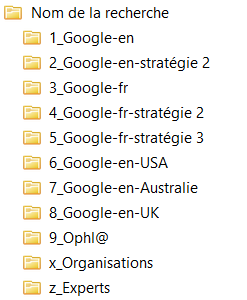 Nom de la recherche
1_Google-en
2_Google-en-stratégie 2
3_Google-fr
4_Google-fr-stratégie 2
5_Google-fr-stratégie 3
6_Google-en-USA
7_Google-en-Australie
8_Google-en-UK
9_Ophl@
x_Organisations
z_Experts